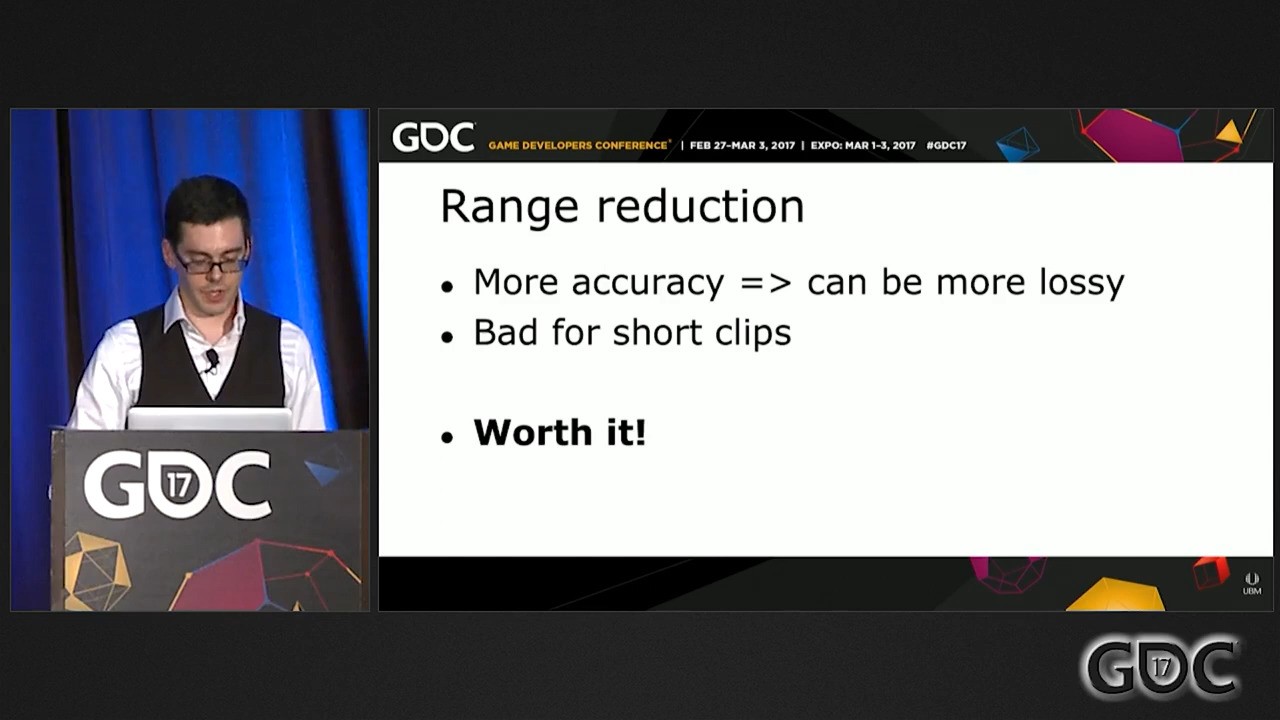 GDC GAME DEVELOPERS CONFERENCE® | FEB 27–MAR 3, 2017 | EXPO: MAR 1–3, 2017 #GDC17
Range reduction
• More accuracy => can be more lossy
• Bad for short clips
• Worth it!
GDC 17
UBM
GDC 17